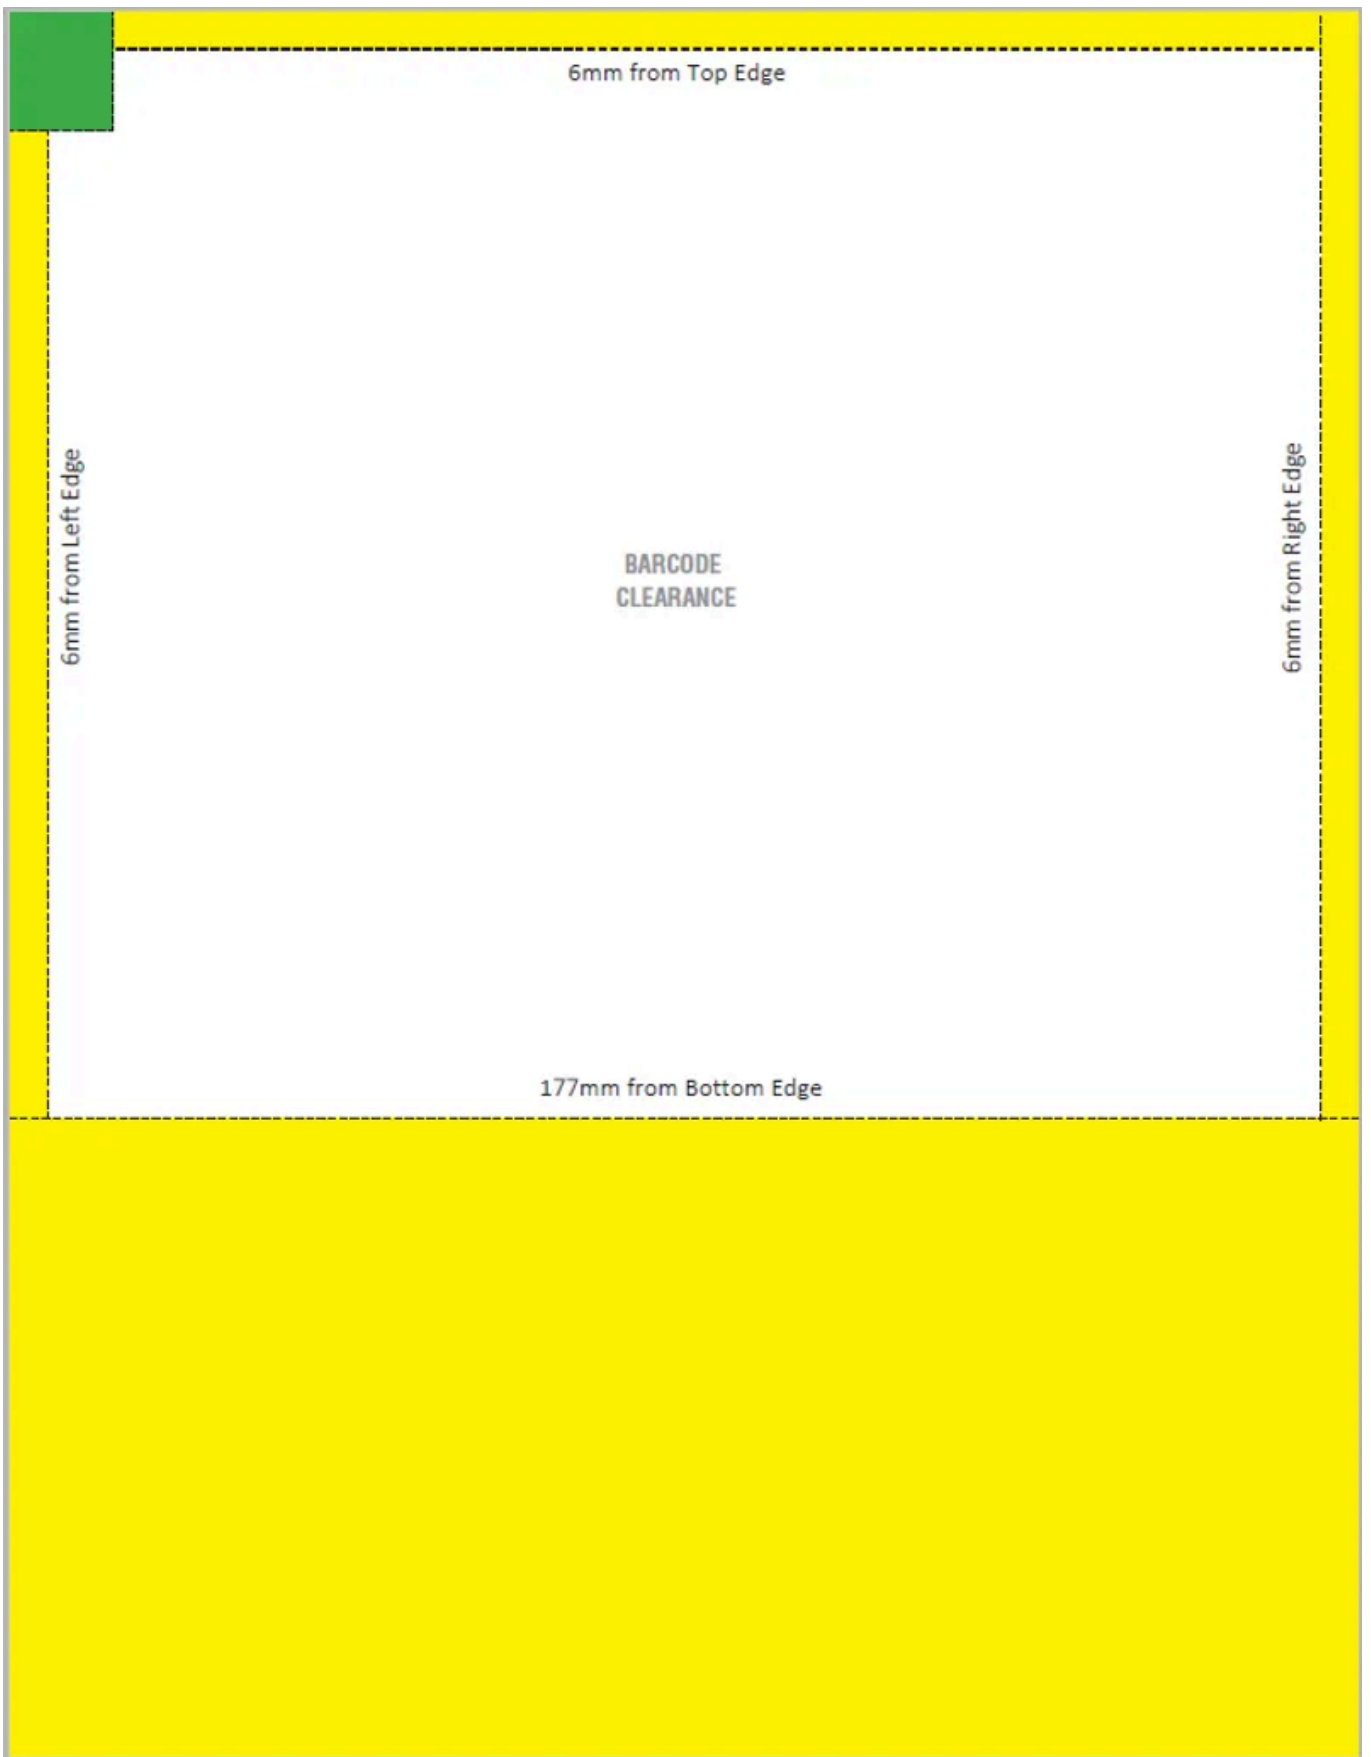 6mm from Top Edge
6mm from Left Edge
6mm from Right Edge
BARCODE
CLEARANCE
177mm from Bottom Edge